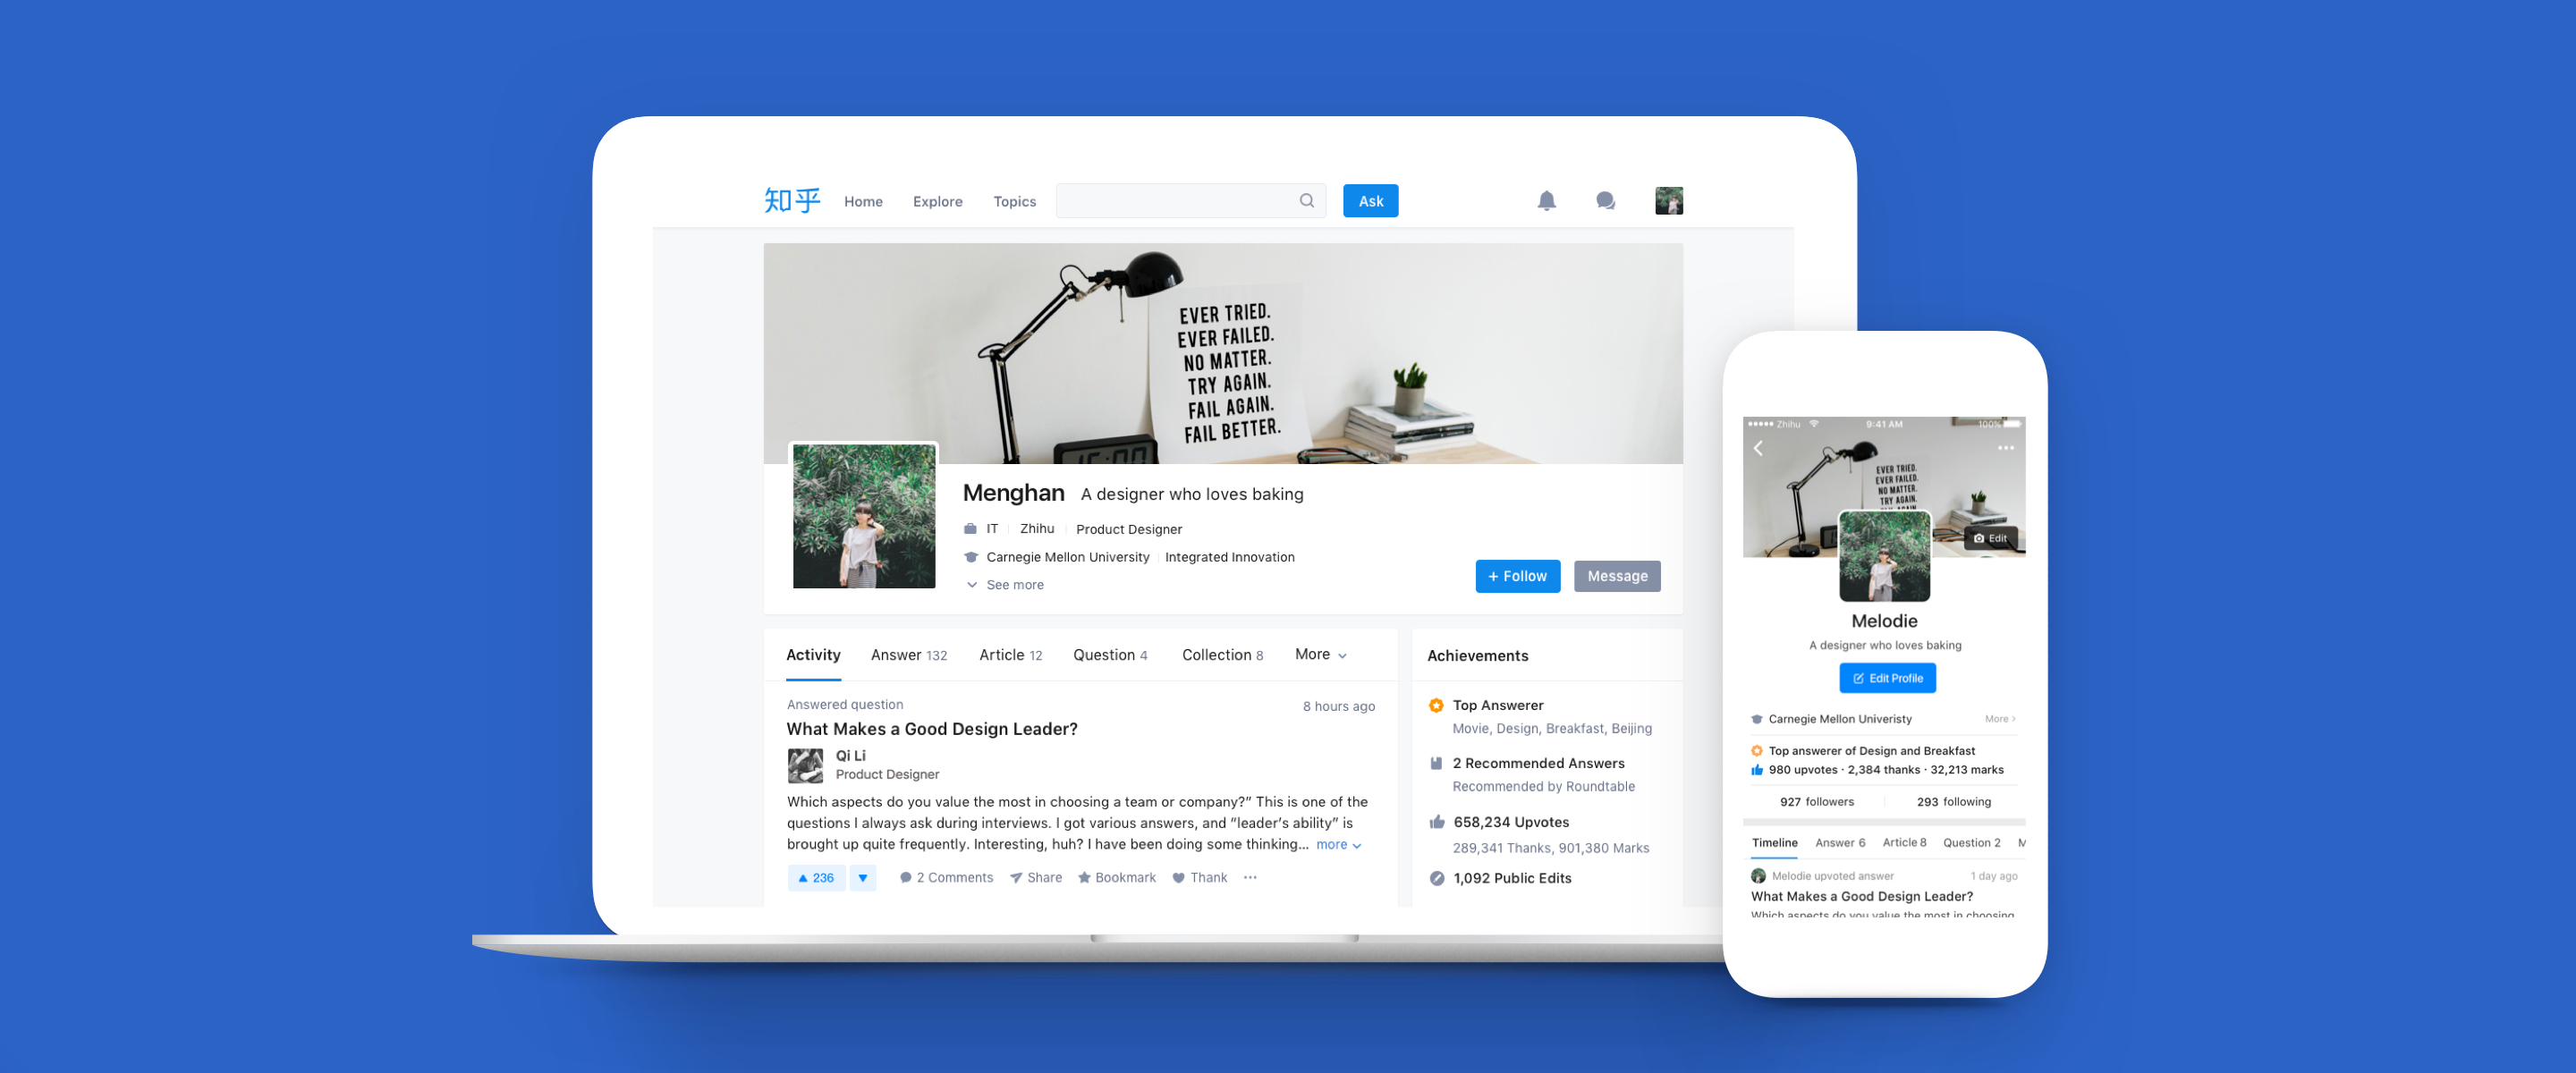 知乎 Home Explore Topics Ask
EVER TRIED.
EVER FAILED.
NO MATTER.
TRY AGAIN.
FAIL AGAIN.
FAIL BETTER.
15:00
Menghan A designer who loves baking
IT Zhihu Product Designer
Carnegie Mellon University Integrated Innovation
See more
+ Follow Message
Activity Answer 132 Article 12 Question 4 Collection 8 More
Answered question 8 hours ago
What Makes a Good Design Leader?
Qi Li
Product Designer
Which aspects do you value the most in choosing a team or company?” This is one of the
questions I always ask during interviews. I got various answers, and “leader’s ability” is
brought up quite frequently. Interesting, huh? I have been doing some thinking... more
236 2 Comments Share Bookmark Thank
Achievements
Top Answerer
Movie, Design, Breakfast, Beijing
2 Recommended Answers
Recommended by Roundtable
658,234 Upvotes
289,341 Thanks, 901,380 Marks
1,092 Public Edits
Zhihu 9:41 AM 100%
EVER TRIED.
EVER FAILED.
NO MATTER.
TRY AGAIN.
Edit
Melodie
A designer who loves baking
Edit Profile
Carnegie Mellon Univeristy More
Top answerer of Design and Breakfast
980 upvotes · 2,384 thanks · 32,213 marks
927 followers 293 following
Timeline Answer 6 Article 8 Question 2 M
Melodie upvoted answer 1 day ago
What Makes a Good Design Leader?
Which aspects do you value the most in choosing